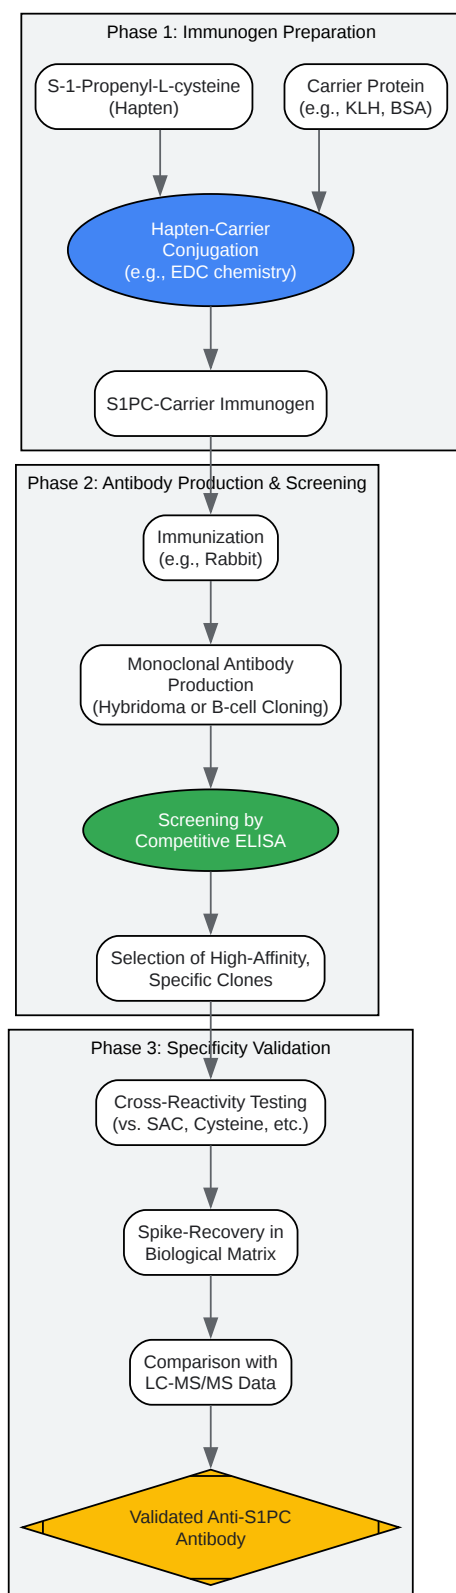 Phase 1: Immunogen Preparation
S-1-Propenyl-L-cysteine
(Hapten)
Carrier Protein
(e.g., KLH, BSA)
Hapten-Carrier
Conjugation
(e.g., EDC chemistry)
S1PC-Carrier Immunogen
Phase 2: Antibody Production & Screening
Immunization
(e.g., Rabbit)
Monoclonal Antibody
Production
(Hybridoma or B-cell Cloning)
Screening by
Competitive ELISA
Selection of High-Affinity,
Specific Clones
Phase 3: Specificity Validation
Cross-Reactivity Testing
(vs. SAC, Cysteine, etc.)
Spike-Recovery in
Biological Matrix
Comparison with
LC-MS/MS Data
Validated Anti-S1PC
Antibody